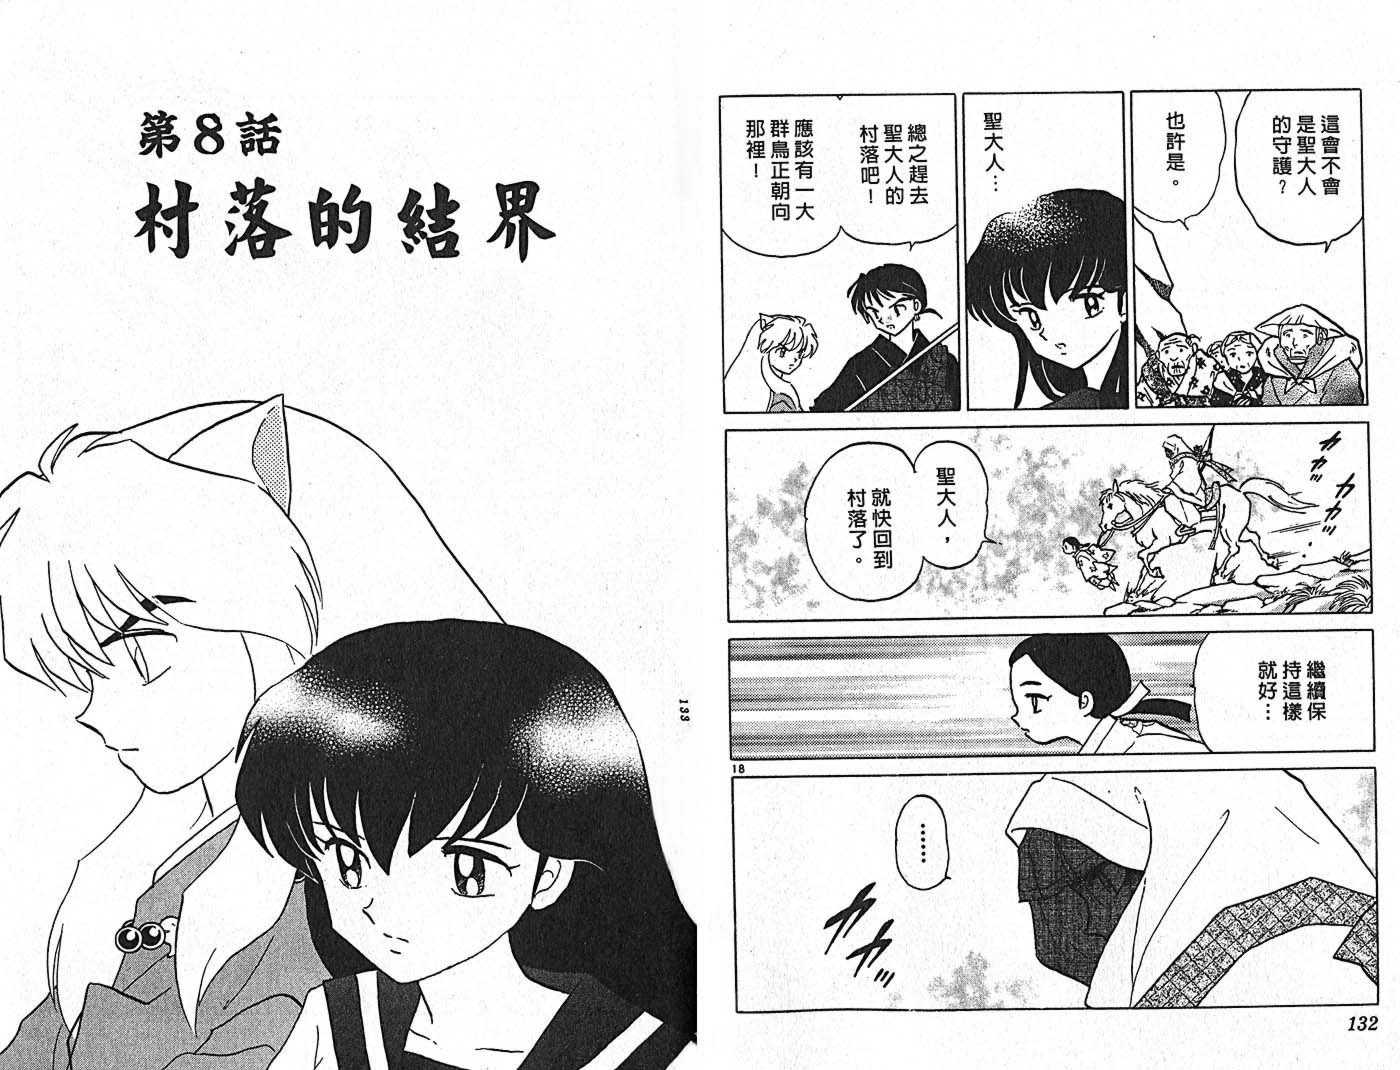 這會不會
是聖大人
的守護？
也許是。
聖大人…
總之趕去
聖大人的
村落吧！
應該有一大
群鳥正朝向
那裡！
聖大人，
就快回到
村落了。
カカッ
カカッ
繼續保
持這樣
就好…
18
……
カカッ
132
第8話
村落的結界
133